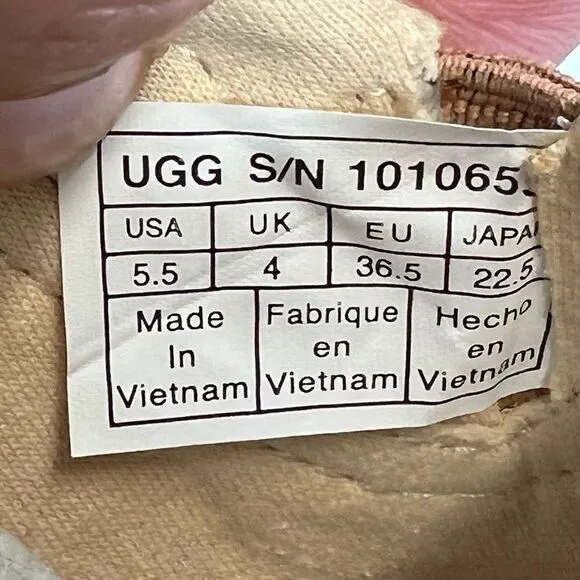 UGG S/N 101065
USA UK EU JAPA
5.5 4 36.5 22.5
Made Fabrique Hecho
In en en
Vietnam Vietnam Vietnam